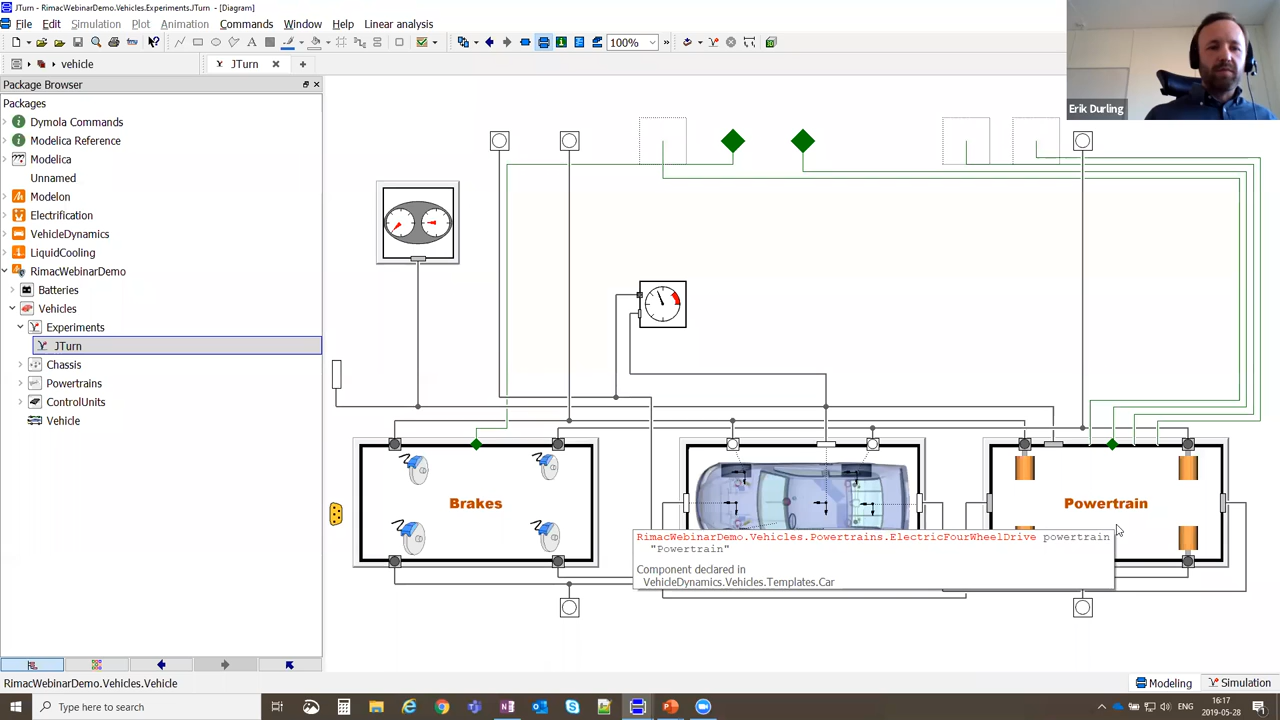 JTurn - RimacWebinarDemo.Vehicles.Experiments.JTurn - [Diagram]
File Edit Simulation Plot Animation Commands Window Help Linear analysis
100%
vehicle
JTurn
Package Browser
Packages
Dymola Commands
Modelica Reference
Modelica
Unnamed
Modelon
Electrification
VehicleDynamics
LiquidCooling
RimacWebinarDemo
Batteries
Vehicles
Experiments
JTurn
Chassis
Powertrains
ControlUnits
Vehicle
Erik Durling
Brakes
Powertrain
RimacWebinarDemo.Vehicles.Powertrains.ElectricFourWheelDrive powertrain
"Powertrain"
Component declared in
VehicleDynamics.Vehicles.Templates.Car
RimacWebinarDemo.Vehicles.Vehicle
Modeling
Simulation
Type here to search
ENG
16:17
2019-05-28